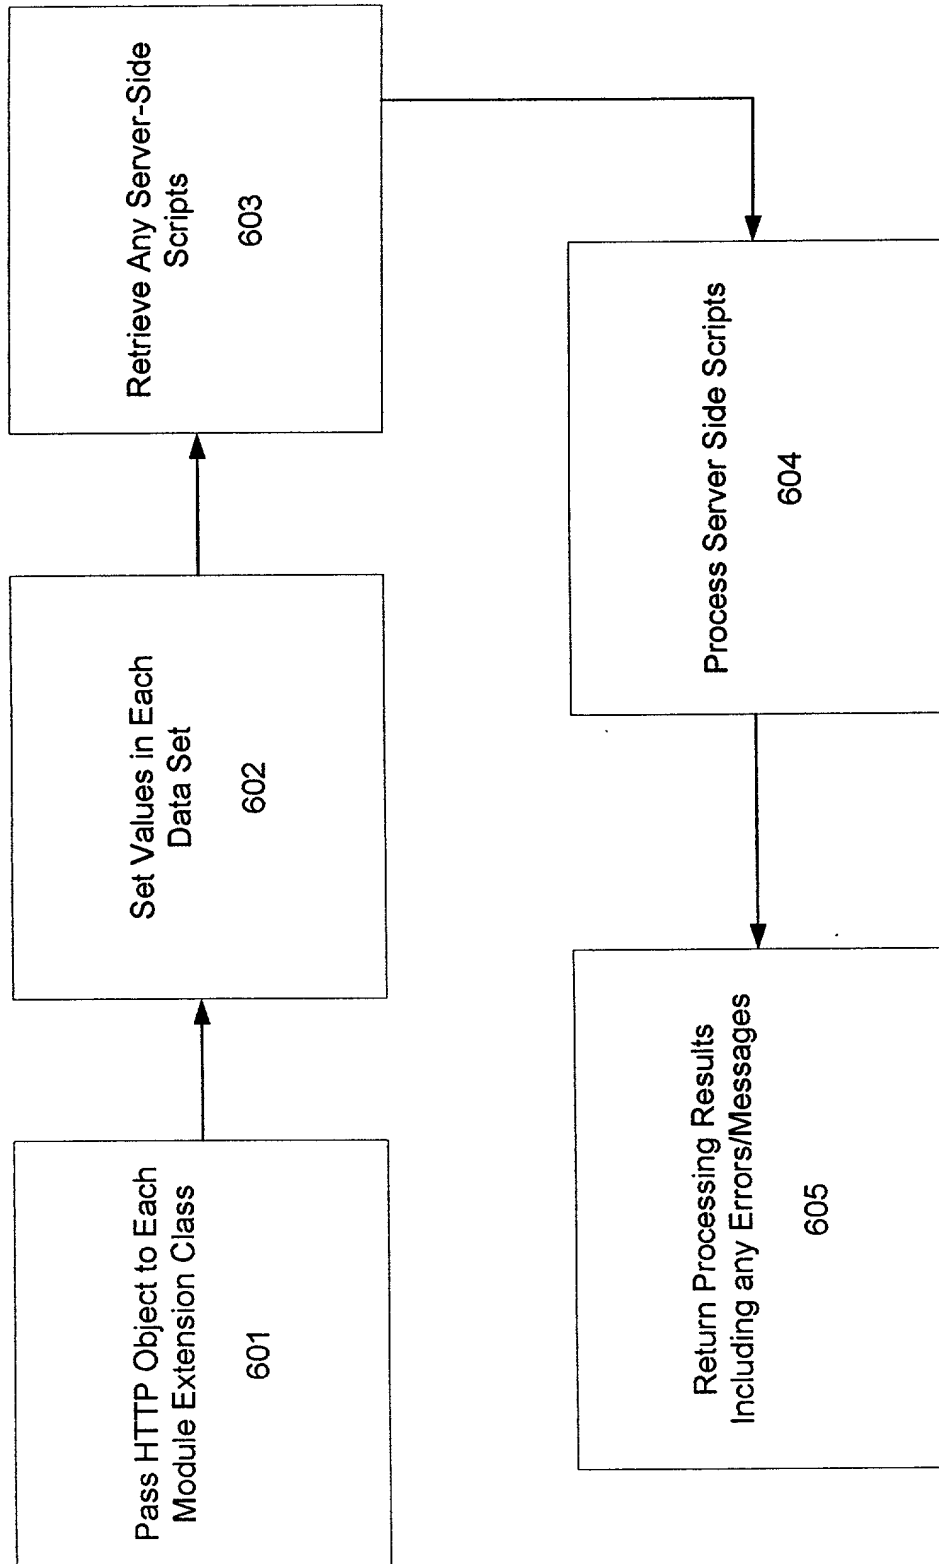 Pass HTTP Object to Each
Module Extension Class
601
Set Values in Each
Data Set
602
Retrieve Any Server-Side
Scripts
603
Process Server Side Scripts
604
Return Processing Results
Including any Errors/Messages
605